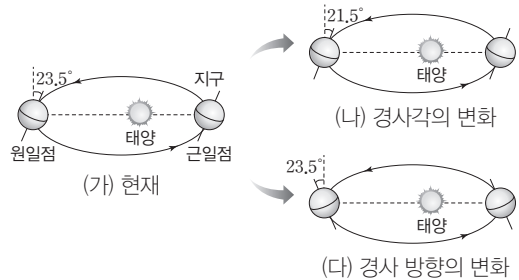 23.5°
지구
태양
원일점
근일점
(가) 현재
21.5°
태양
(나) 경사각의 변화
23.5°
태양
(다) 경사 방향의 변화